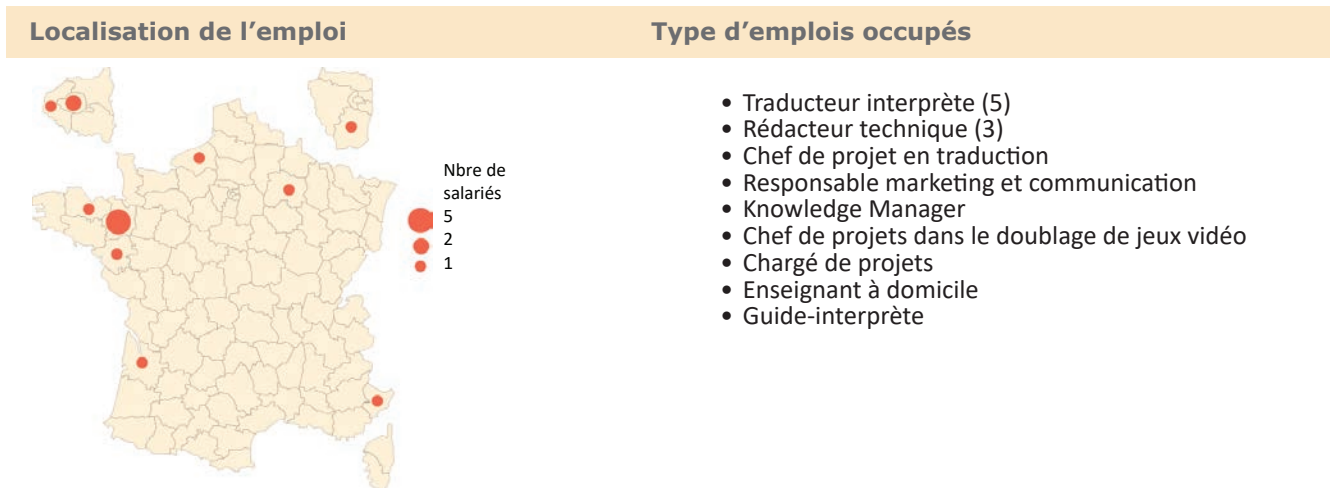 Localisation de l’emploi
Type d’emplois occupés
Nbre de
salariés
5
2
1
• Traducteur interprète (5)
• Rédacteur technique (3)
• Chef de projet en traduction
• Responsable marketing et communication
• Knowledge Manager
• Chef de projets dans le doublage de jeux vidéo
• Chargé de projets
• Enseignant à domicile
• Guide-interprète